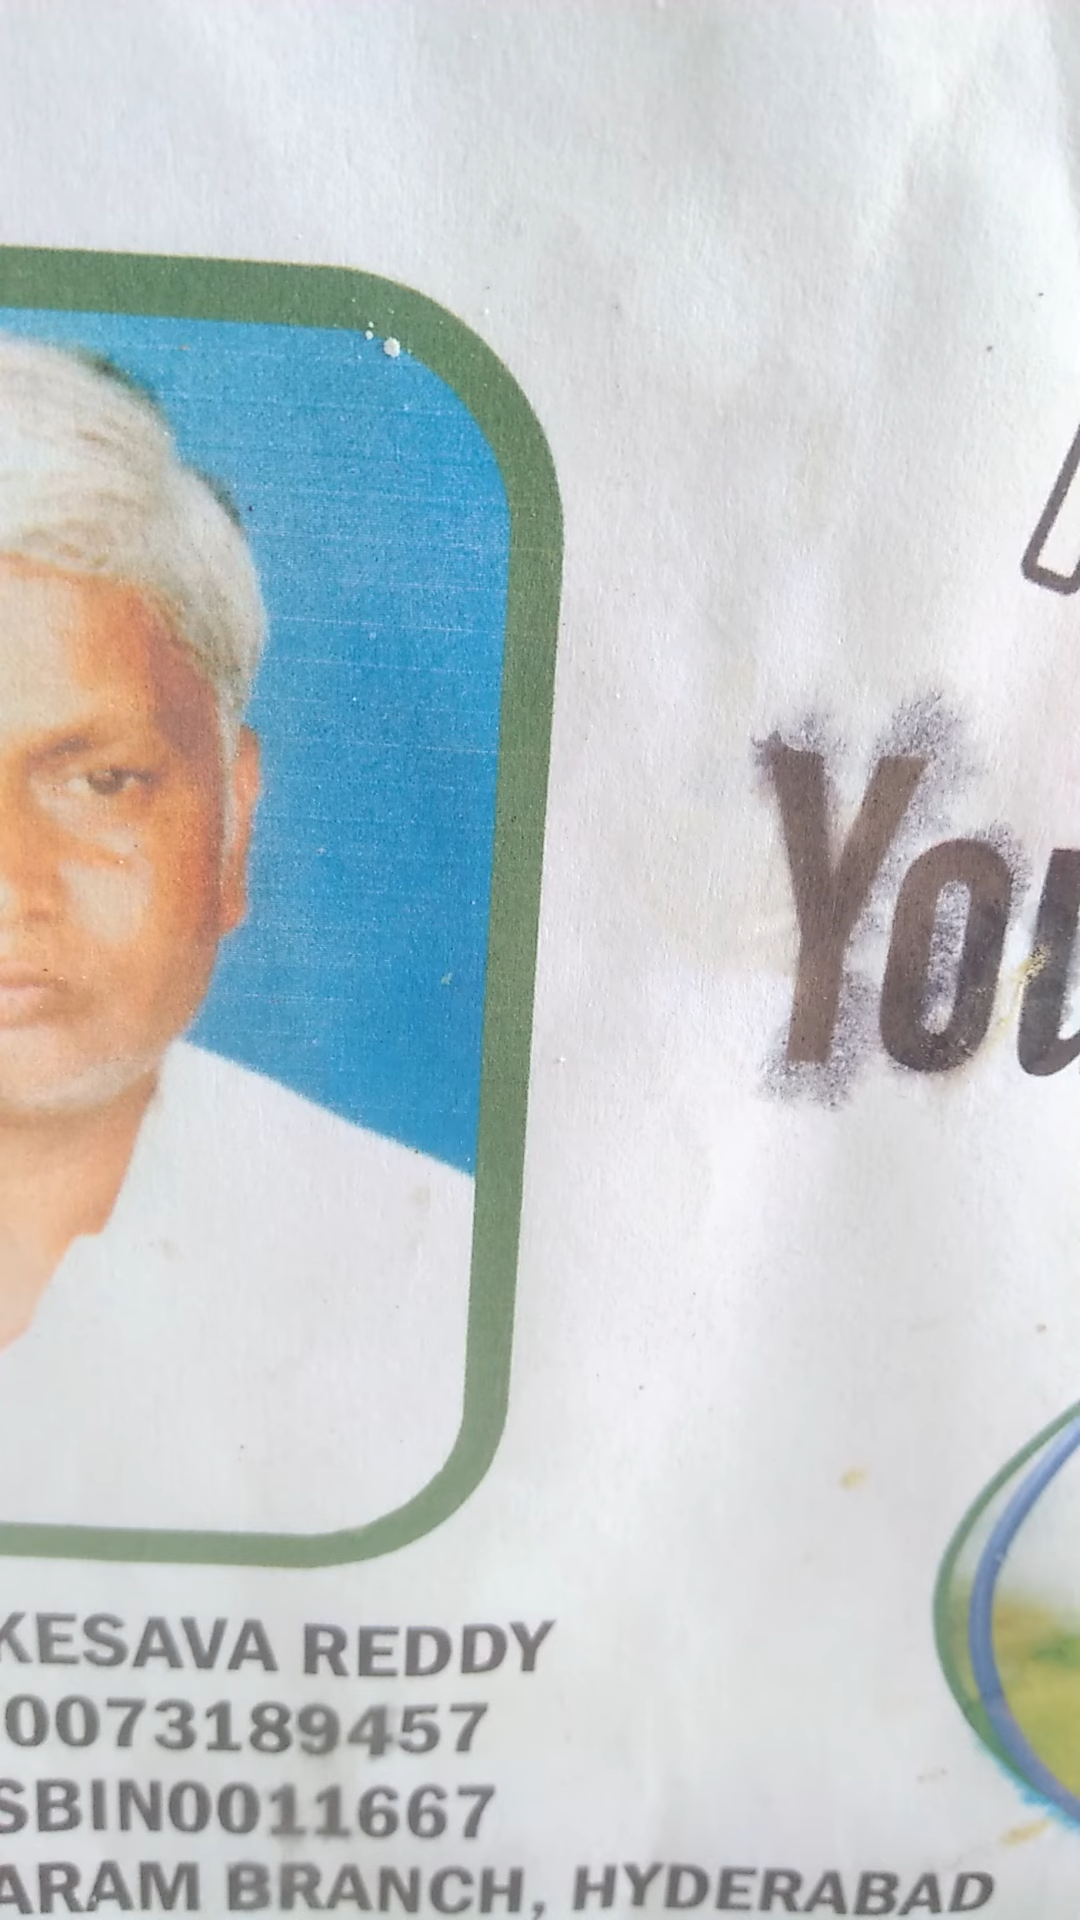 You
KESAVA REDDY
0073189457
SBIN0011667
ARAM BRANCH, HYDERABAD